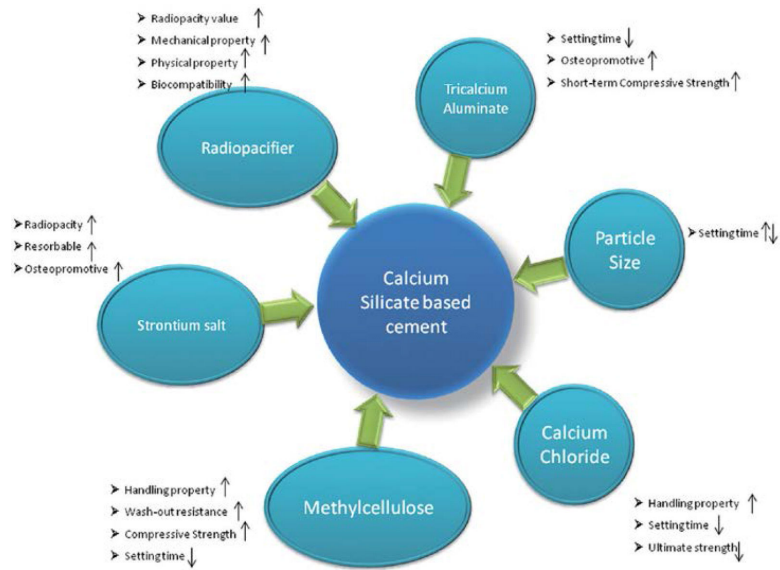 ➤ Radiopacity value ↑
➤ Mechanical property ↑
➤ Physical property ↑
➤ Biocompatibility ↑
Radiopacifier
➤ Settingtime ↓
➤ Osteopromotive ↑
➤ Short-term Compressive Strength ↑
Tricalcium
Aluminate
➤ Radiopacity ↑
➤ Resorbable ↑
➤ Osteopromotive ↑
Strontium salt
Calcium
Silicate based
cement
Particle
Size
➤ Settingtime ↑↓
➤ Handling property ↑
➤ Wash-out resistance ↑
➤ Compressive Strength ↑
➤ Settingtime ↓
Methylcellulose
Calcium
Chloride
➤ Handling property ↑
➤ Settingtime ↓
➤ Ultimate strength ↓